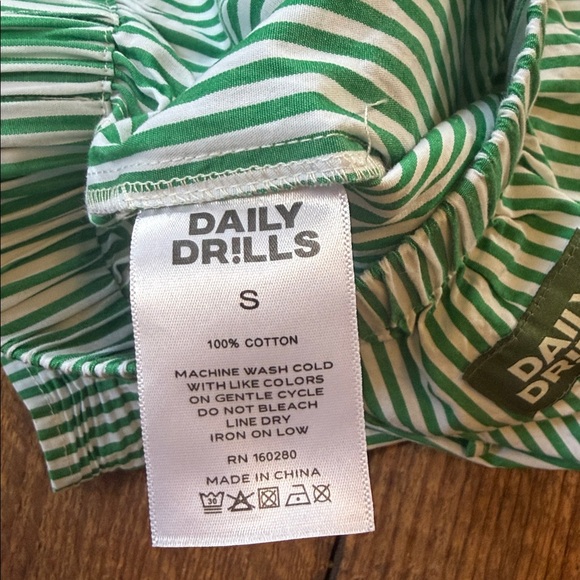 DAILY
DR!LLS
S
100% COTTON
MACHINE WASH COLD
WITH LIKE COLORS
ON GENTLE CYCLE
DO NOT BLEACH
LINE DRY
IRON ON LOW
RN 160280
MADE IN CHINA
30
DAILY
DR